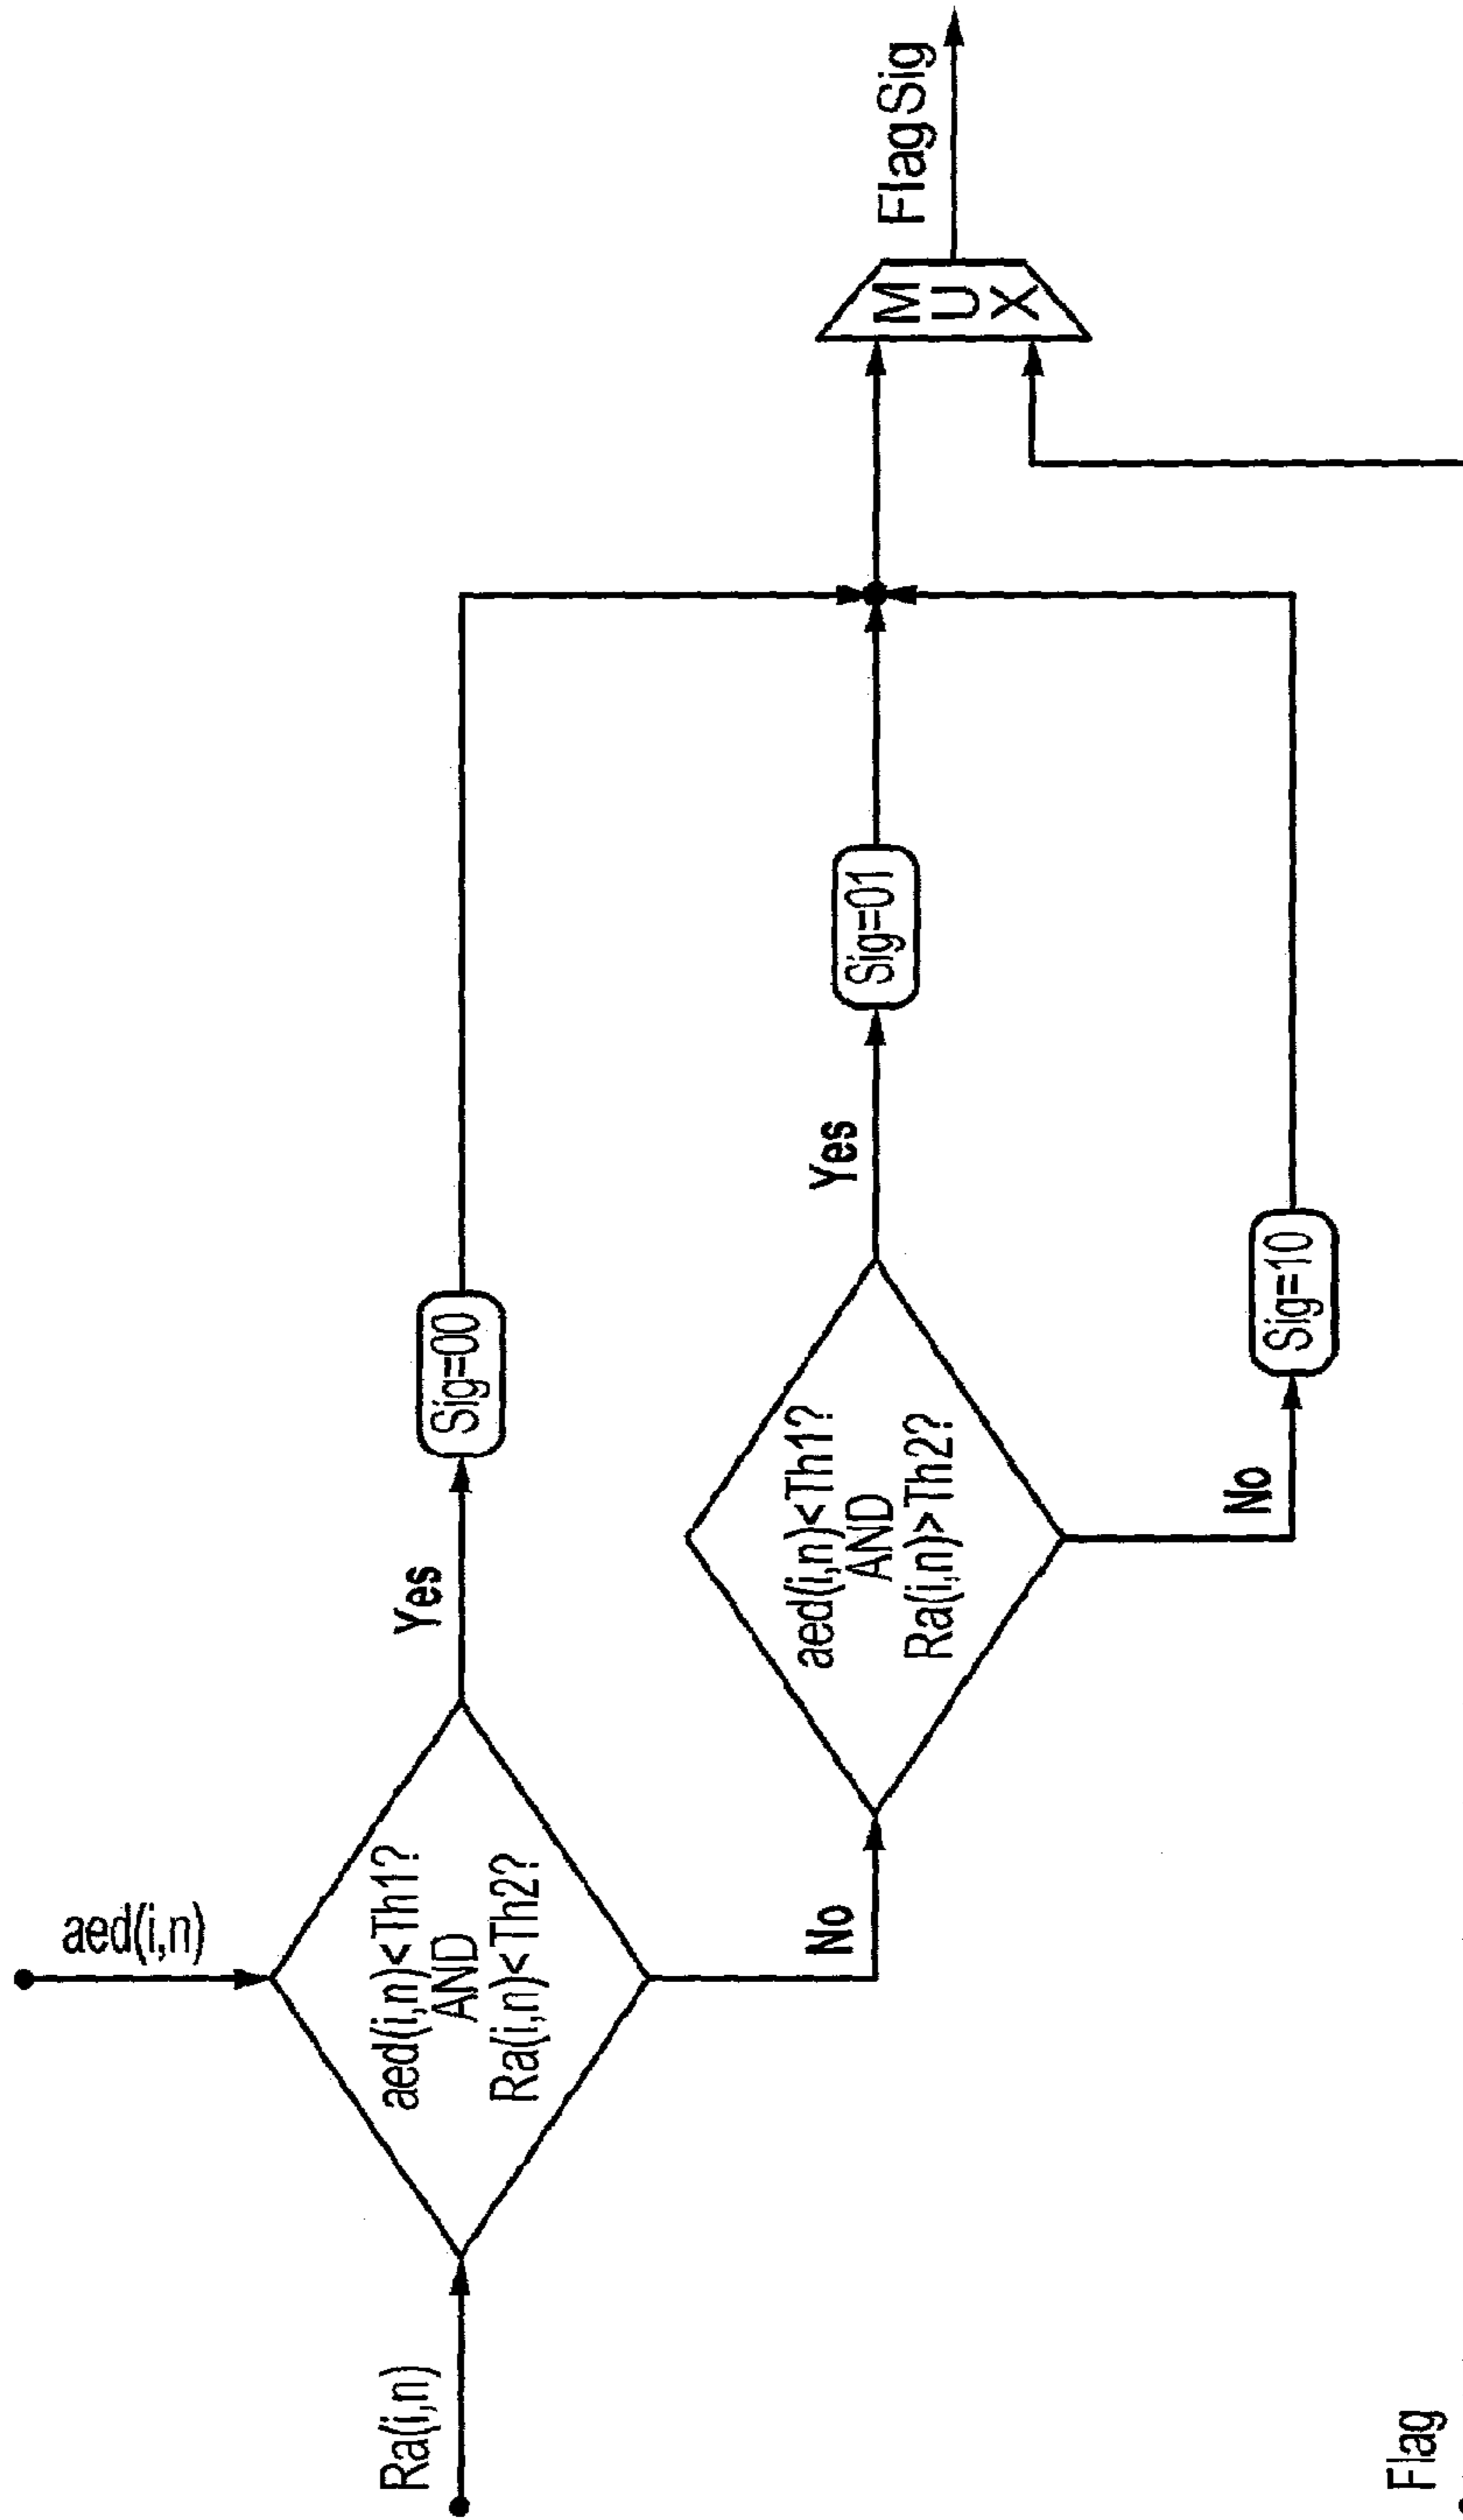 aed(i,n)
Ra(i,n)
aed(i,n)<Th1?
AND
Ra(i,n)<Th2?
Yes
Sig=00
No
aed(i,n)<Th1?
AND
Ra(i,n)>Th2?
Yes
Sig=01
No
Sig=10
MUX
Flag Sig
Flag